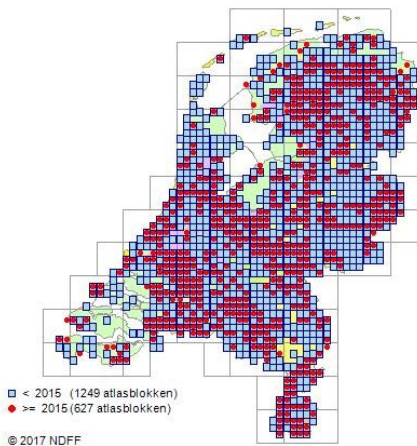 < 2015 (1249 atlasblokken)
>= 2015 (627 atlasblokken)
© 2017 NDFF